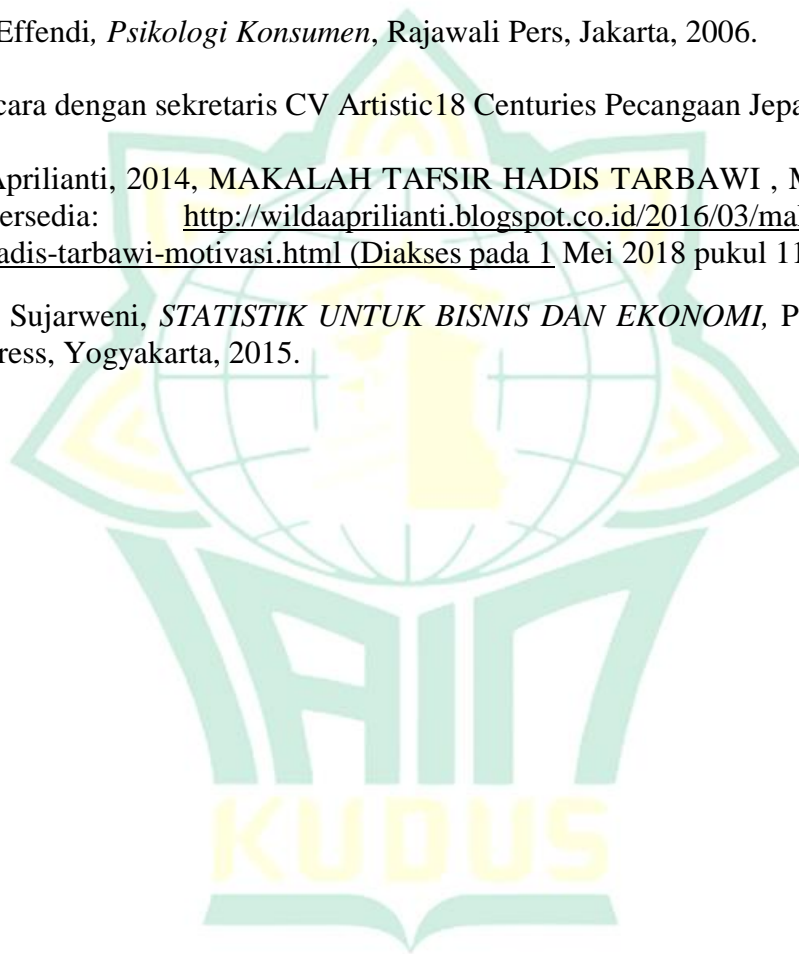 Effendi, Psikologi Konsumen, Rajawali Pers, Jakarta, 2006.
cara dengan sekretaris CV Artistic18 Centuries Pecangaan Jepa
Aprilianti, 2014, MAKALAH TAFSIR HADIS TARBAWI , M
ersedia: http://wildaaprilianti.blogspot.co.id/2016/03/mal
adis-tarbawi-motivasi.html (Diakses pada 1 Mei 2018 pukul 11
Sujarweni, STATISTIK UNTUK BISNIS DAN EKONOMI, P
ress, Yogyakarta, 2015.
IAIN
KUDUS